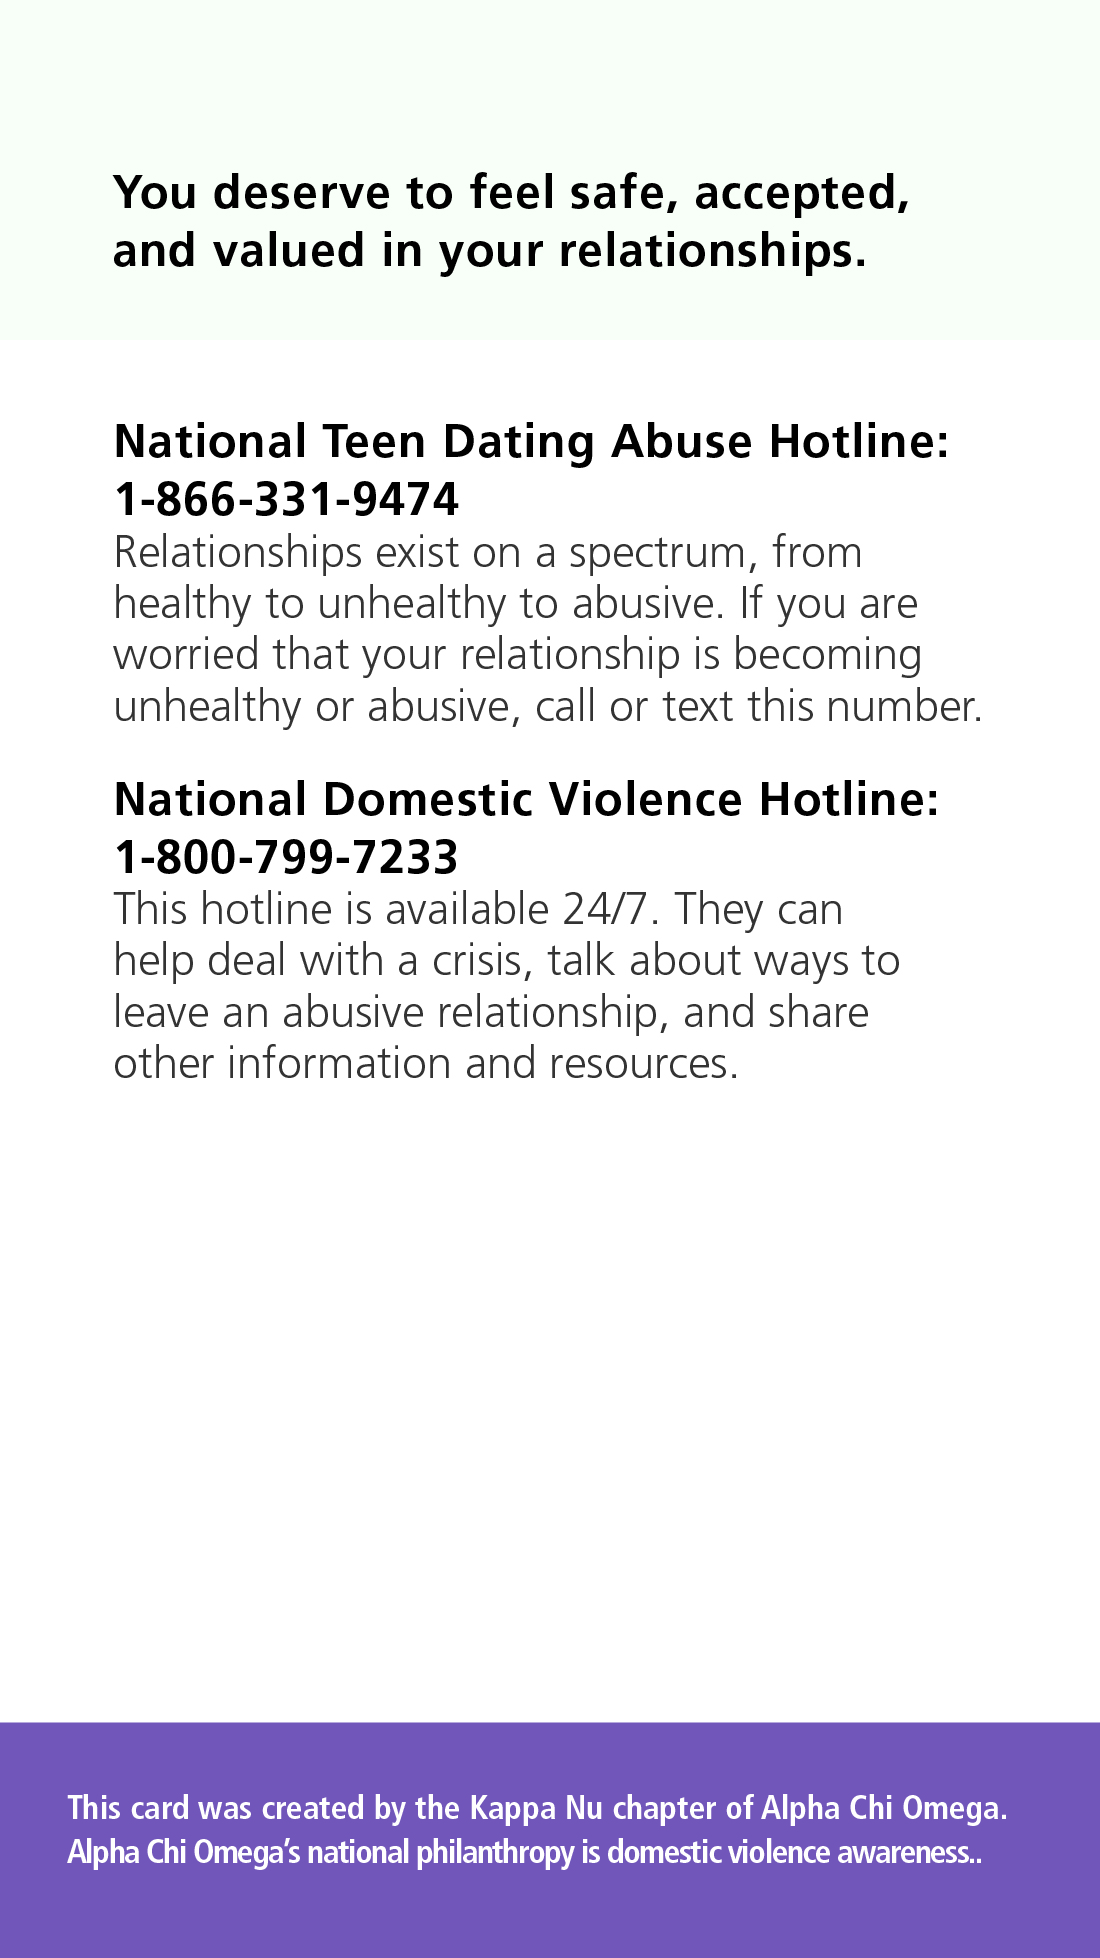 You deserve to feel safe, accepted,
and valued in your relationships.
National Teen Dating Abuse Hotline:
1-866-331-9474
Relationships exist on a spectrum, from
healthy to unhealthy to abusive. If you are
worried that your relationship is becoming
unhealthy or abusive, call or text this number.
National Domestic Violence Hotline:
1-800-799-7233
This hotline is available 24/7. They can
help deal with a crisis, talk about ways to
leave an abusive relationship, and share
other information and resources.
This card was created by the Kappa Nu chapter of Alpha Chi Omega.
Alpha Chi Omega’s national philanthropy is domestic violence awareness..